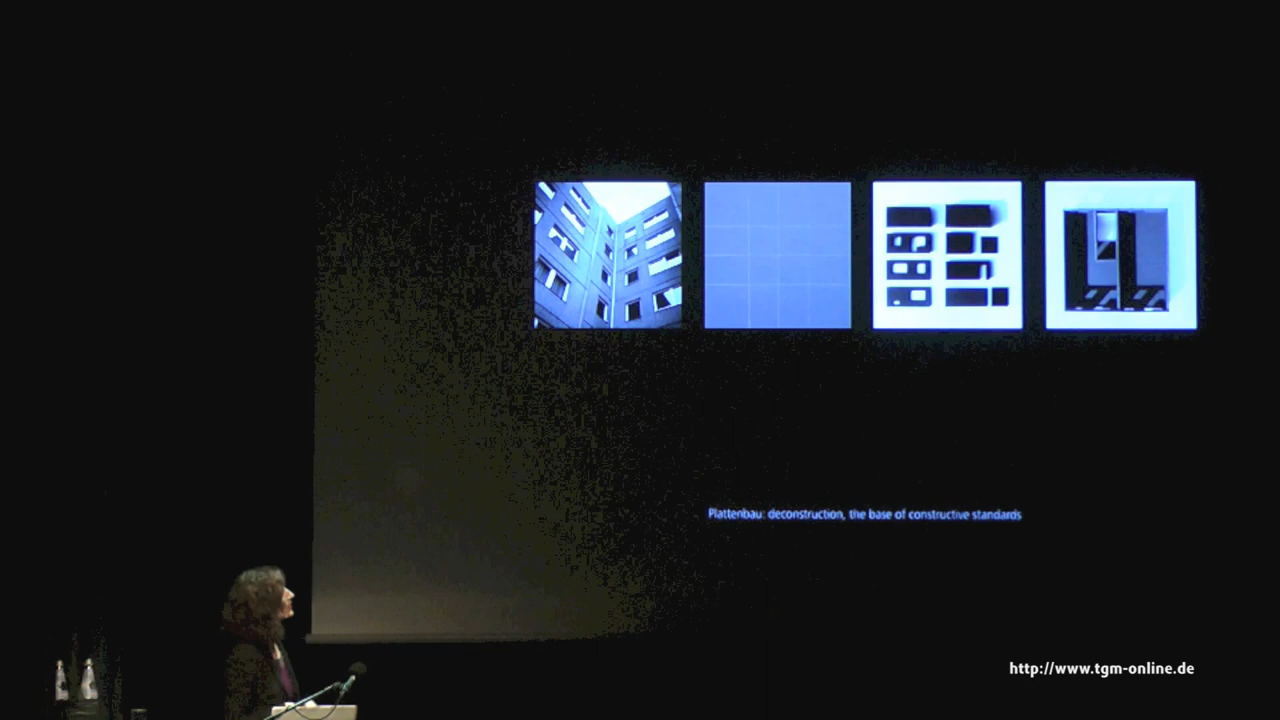 Plattenbau: deconstruction, the base of constructive standards
http://www.tgm-online.de